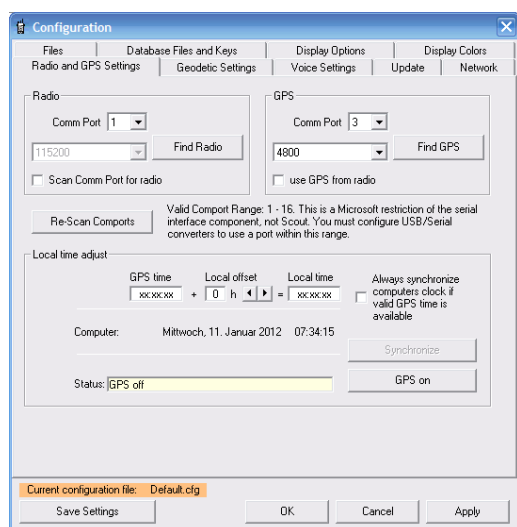 Configuration
Files Database Files and Keys Display Options Display Colors
Radio and GPS Settings Geodetic Settings Voice Settings Update Network
Radio GPS
Comm Port 1 Comm Port 3
115200 Find Radio 4800 Find GPS
Scan Comm Port for radio use GPS from radio
Re-Scan Comports
Valid Comport Range: 1 - 16. This is a Microsoft restriction of the serial
interface component, not Scout. You must configure USB/Serial
converters to use a port within this range.
Local time adjust
GPS time Local offset Local time
xx:xx:xx + 0 h = xx:xx:xx
Always synchronize
computers clock if
valid GPS time is
available
Computer: Mittwoch, 11. Januar 2012 07:34:15
Synchronize
Status: GPS off GPS on
Current configuration file: Default.cfg
Save Settings OK Cancel Apply